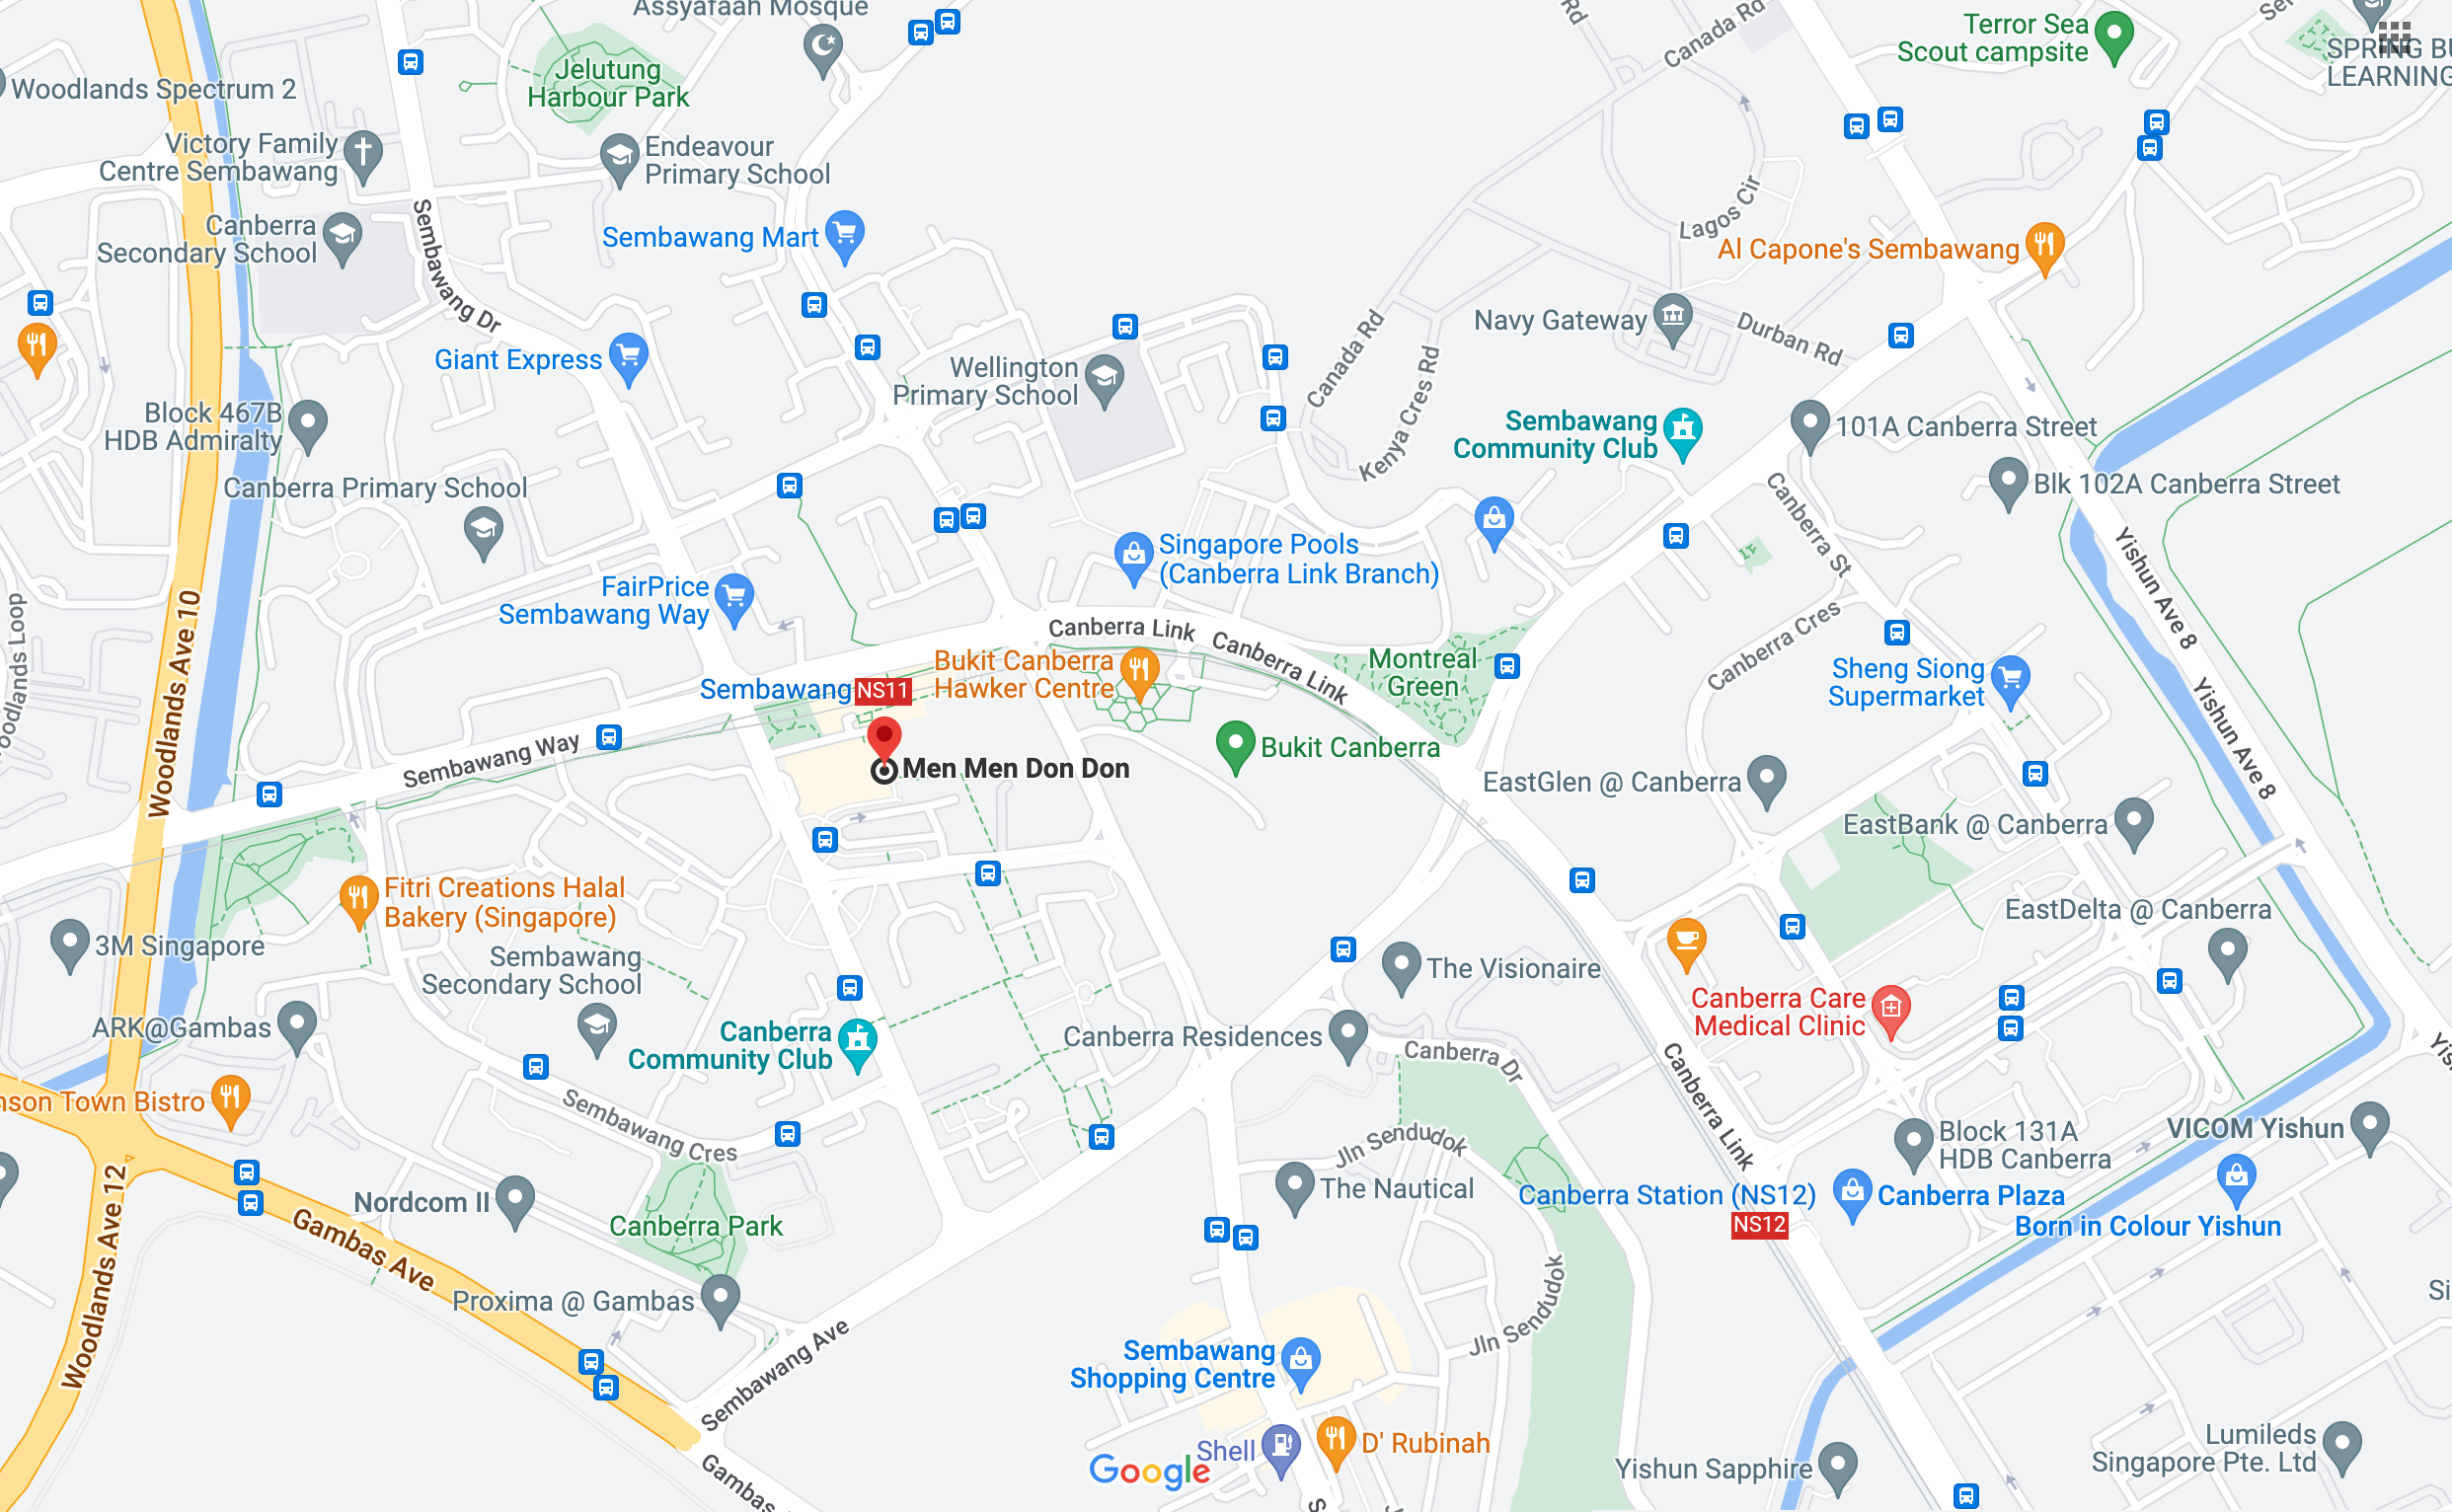 Assyafaah Mosque
Rd
Canada Rd
Ser
Terror Sea
Scout campsite
SPRING BU
LEARNING
Woodlands Spectrum 2
Jelutung
Harbour Park
Victory Family
Centre Sembawang
Endeavour
Primary School
Canberra
Secondary School
Sembawang Dr
Sembawang Mart
Lagos Cir
Al Capone's Sembawang
Navy Gateway
Durban Rd
Giant Express
Wellington
Primary School
Canada Rd
Kenya Cres Rd
Block 467B
HDB Admiralty
Sembawang
Community Club
101A Canberra Street
Canberra Primary School
Canberra St
Blk 102A Canberra Street
Singapore Pools
(Canberra Link Branch)
Yishun Ave 8
FairPrice
Sembawang Way
Woodlands Ave 10
Woodlands Loop
Canberra Link
Canberra Link
Canberra Cres
Bukit Canberra
Hawker Centre
Montreal
Green
Sembawang
NS11
Sheng Siong
Supermarket
Yishun Ave 8
Sembawang Way
Men Men Don Don
Bukit Canberra
EastGlen @ Canberra
EastBank @ Canberra
Fitri Creations Halal
Bakery (Singapore)
EastDelta @ Canberra
3M Singapore
Sembawang
Secondary School
The Visionaire
Canberra Care
Medical Clinic
ARK@Gambas
Canberra
Community Club
Canberra Residences
Canberra Dr
Canberra Link
Yis
nson Town Bistro
Sembawang Cres
Jln Sendudok
Block 131A
HDB Canberra
VICOM Yishun
Woodlands Ave 12
Nordcom II
The Nautical
Canberra Station (NS12)
NS12
Canberra Plaza
Born in Colour Yishun
Gambas Ave
Canberra Park
Jln Sendudok
Proxima @ Gambas
Si
Sembawang Ave
Sembawang
Shopping Centre
Gambas
Google
Shell
D' Rubinah
Yishun Sapphire
Lumileds
Singapore Pte. Ltd
S